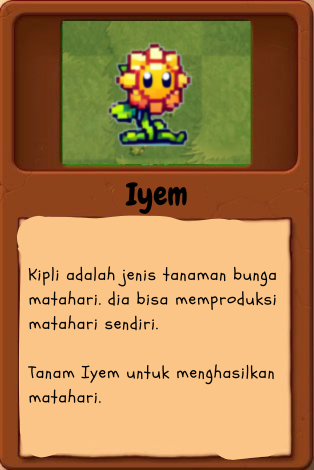 Iyem
Kipli adalah jenis tanaman bunga
matahari. dia bisa memproduksi
matahari sendiri.
Tanam Iyem untuk menghasilkan
matahari.